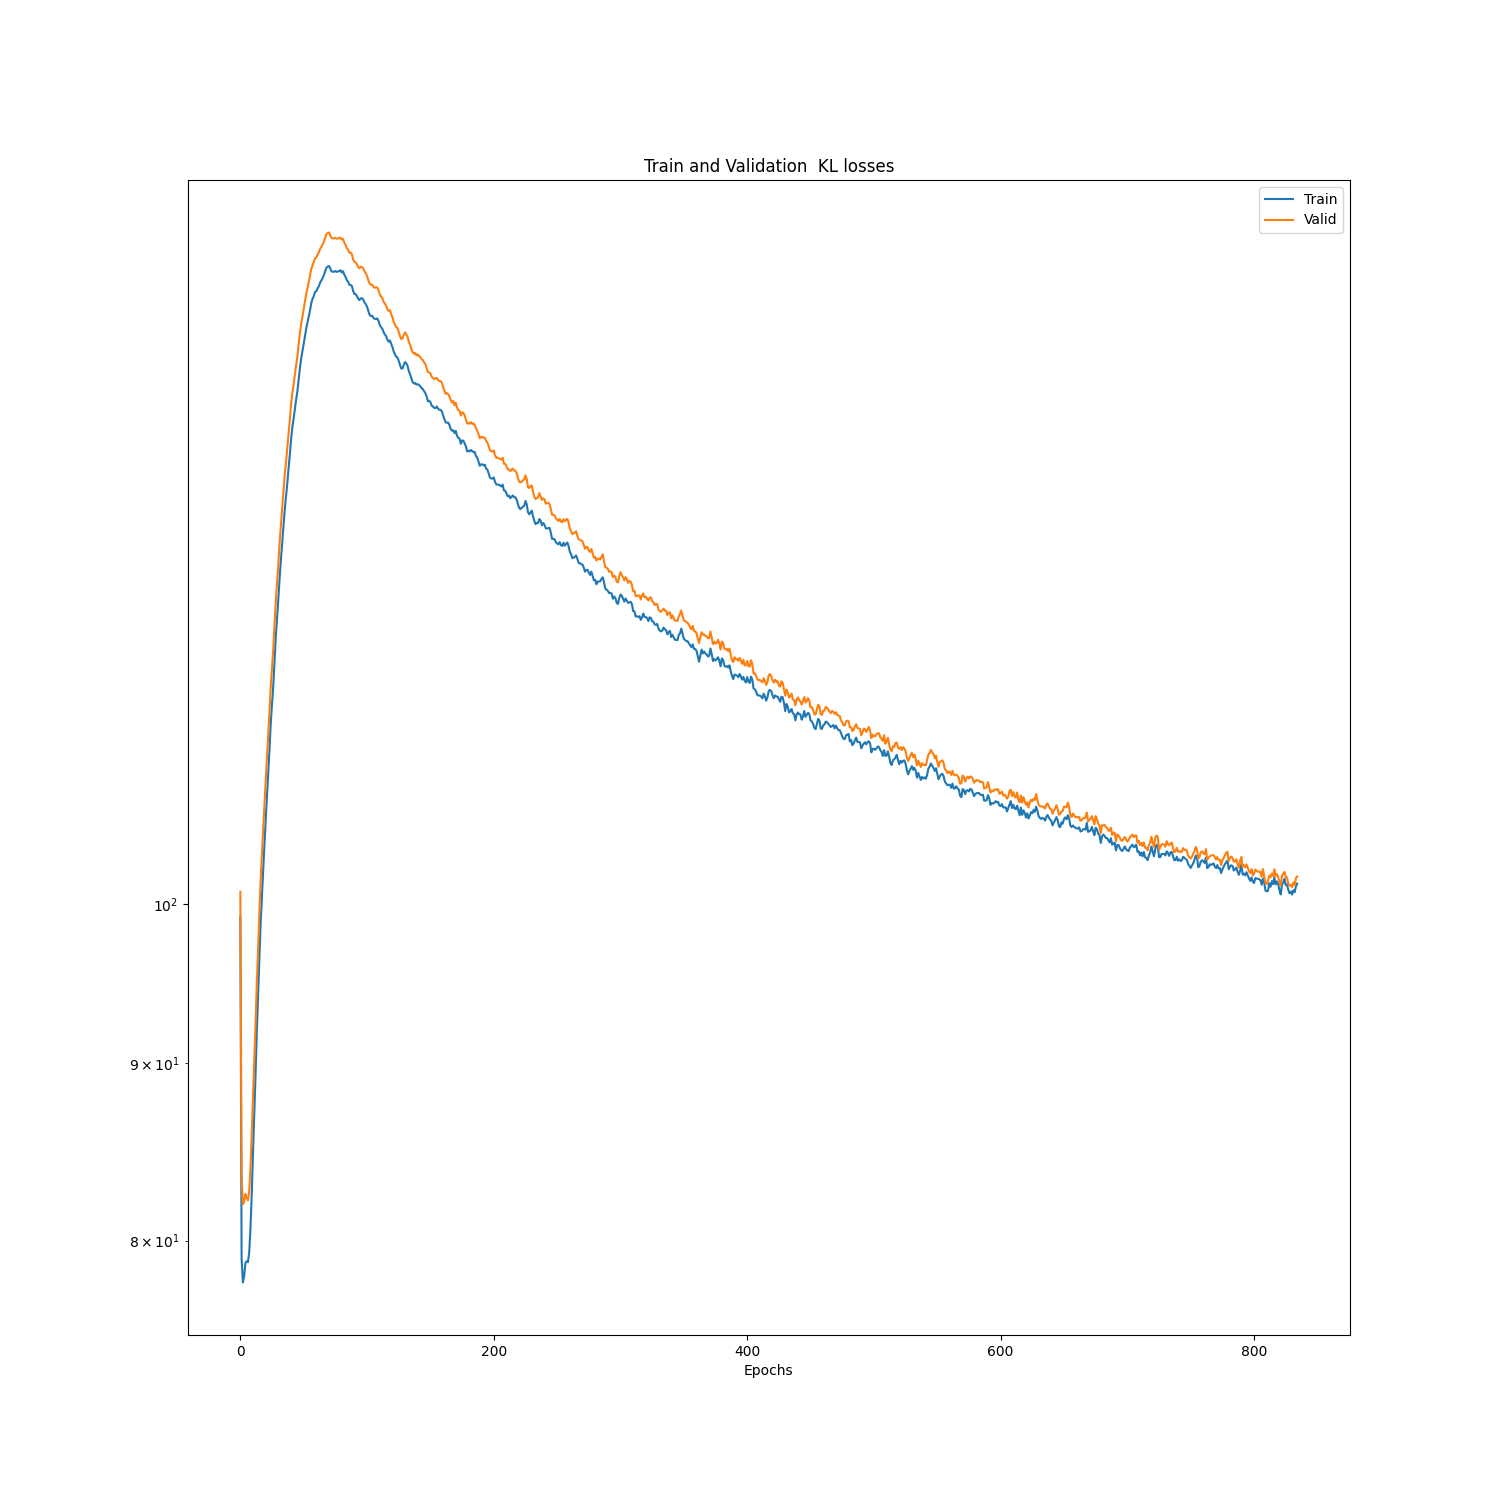 Train and Validation  KL losses
Train
Valid
10²
9 × 10¹
8 × 10¹
0
200
400
600
800
Epochs